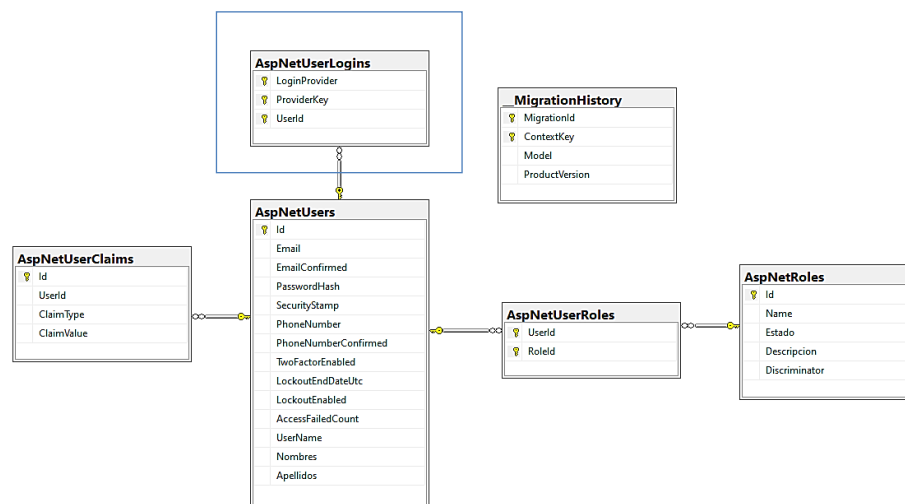 AspNetUserLogins
LoginProvider
ProviderKey
UserId
__MigrationHistory
MigrationId
ContextKey
Model
ProductVersion
AspNetUsers
Id
Email
EmailConfirmed
PasswordHash
SecurityStamp
PhoneNumber
PhoneNumberConfirmed
TwoFactorEnabled
LockoutEndDateUtc
LockoutEnabled
AccessFailedCount
UserName
Nombres
Apellidos
AspNetUserClaims
Id
UserId
ClaimType
ClaimValue
AspNetUserRoles
UserId
RoleId
AspNetRoles
Id
Name
Estado
Descripcion
Discriminator